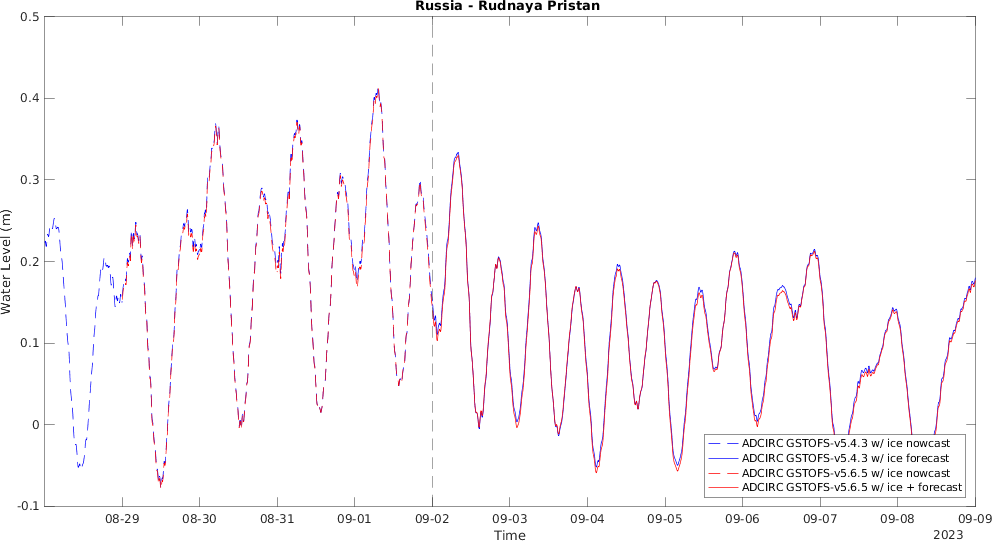 Russia - Rudnaya Pristan
0.5
0.4
0.3
0.2
0.1
0
-0.1
Water Level (m)
ADCIRC GSTOFS-v5.4.3 w/ ice nowcast
ADCIRC GSTOFS-v5.4.3 w/ ice forecast
ADCIRC GSTOFS-v5.6.5 w/ ice nowcast
ADCIRC GSTOFS-v5.6.5 w/ ice + forecast
08-29 08-30 08-31 09-01 09-02 09-03 09-04 09-05 09-06 09-07 09-08 09-09
Time
2023